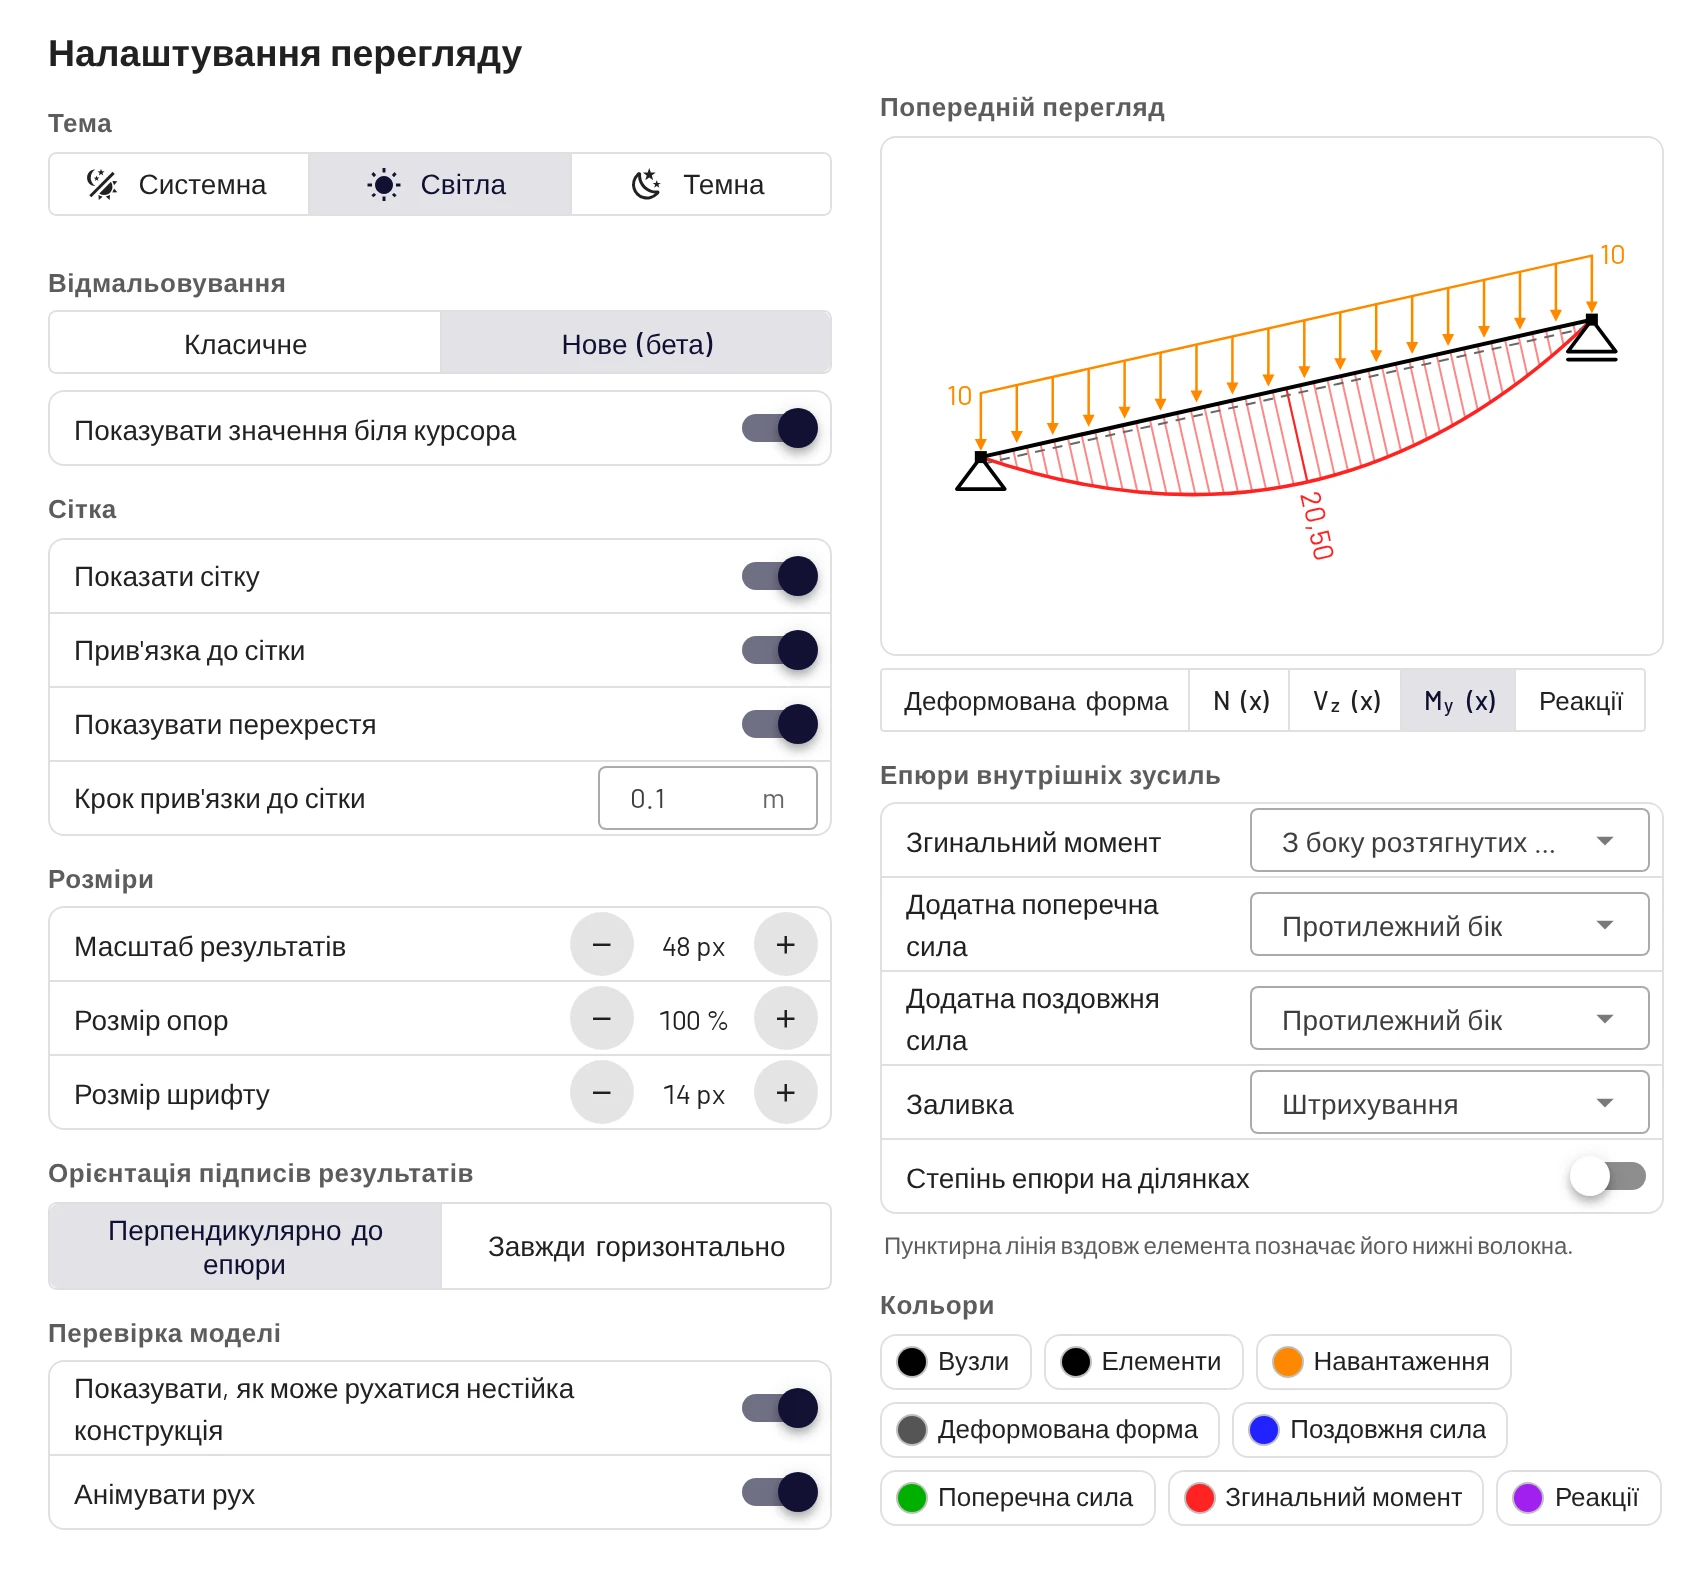 Налаштування перегляду
Тема
Системна
Світла
Темна
Відмальовування
Класичне
Нове (бета)
Показувати значення біля курсора
Сітка
Показати сітку
Прив'язка до сітки
Показувати перехрестя
Крок прив'язки до сітки
0.1 m
Розміри
Масштаб результатів
− 48 px +
Розмір опор
− 100 % +
Розмір шрифту
− 14 px +
Орієнтація підписів результатів
Перпендикулярно до
епюри
Завжди горизонтально
Перевірка моделі
Показувати, як може рухатися нестійка
конструкція
Анімувати рух
Попередній перегляд
10
10
20,50
Деформована форма
N (x)
Vz (x)
My (x)
Реакції
Епюри внутрішніх зусиль
Згинальний момент
З боку розтягнутих ...
Додатна поперечна
сила
Протилежний бік
Додатна поздовжня
сила
Протилежний бік
Заливка
Штрихування
Степінь епюри на ділянках
Пунктирна лінія вздовж елемента позначає його нижні волокна.
Кольори
Вузли
Елементи
Навантаження
Деформована форма
Поздовжня сила
Поперечна сила
Згинальний момент
Реакції